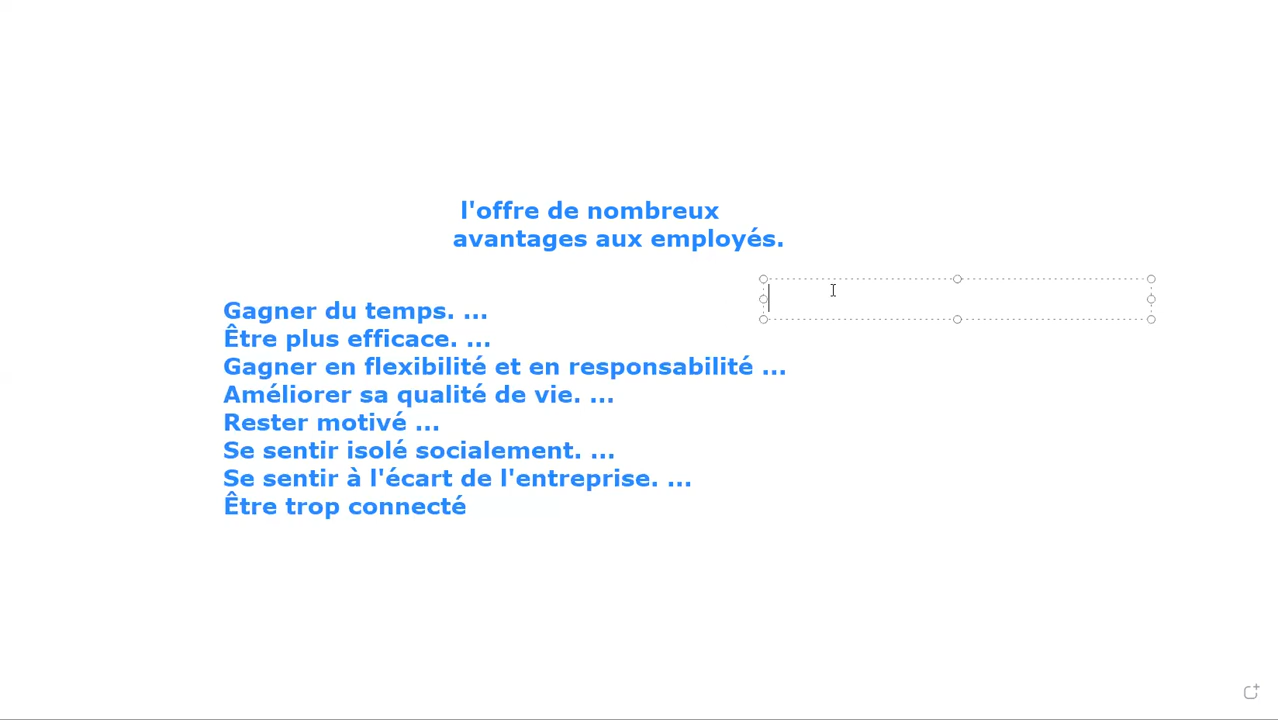 l'offre de nombreux
avantages aux employés.
Gagner du temps. ...
Être plus efficace. ...
Gagner en flexibilité et en responsabilité ...
Améliorer sa qualité de vie. ...
Rester motivé ...
Se sentir isolé socialement. ...
Se sentir à l'écart de l'entreprise. ...
Être trop connecté